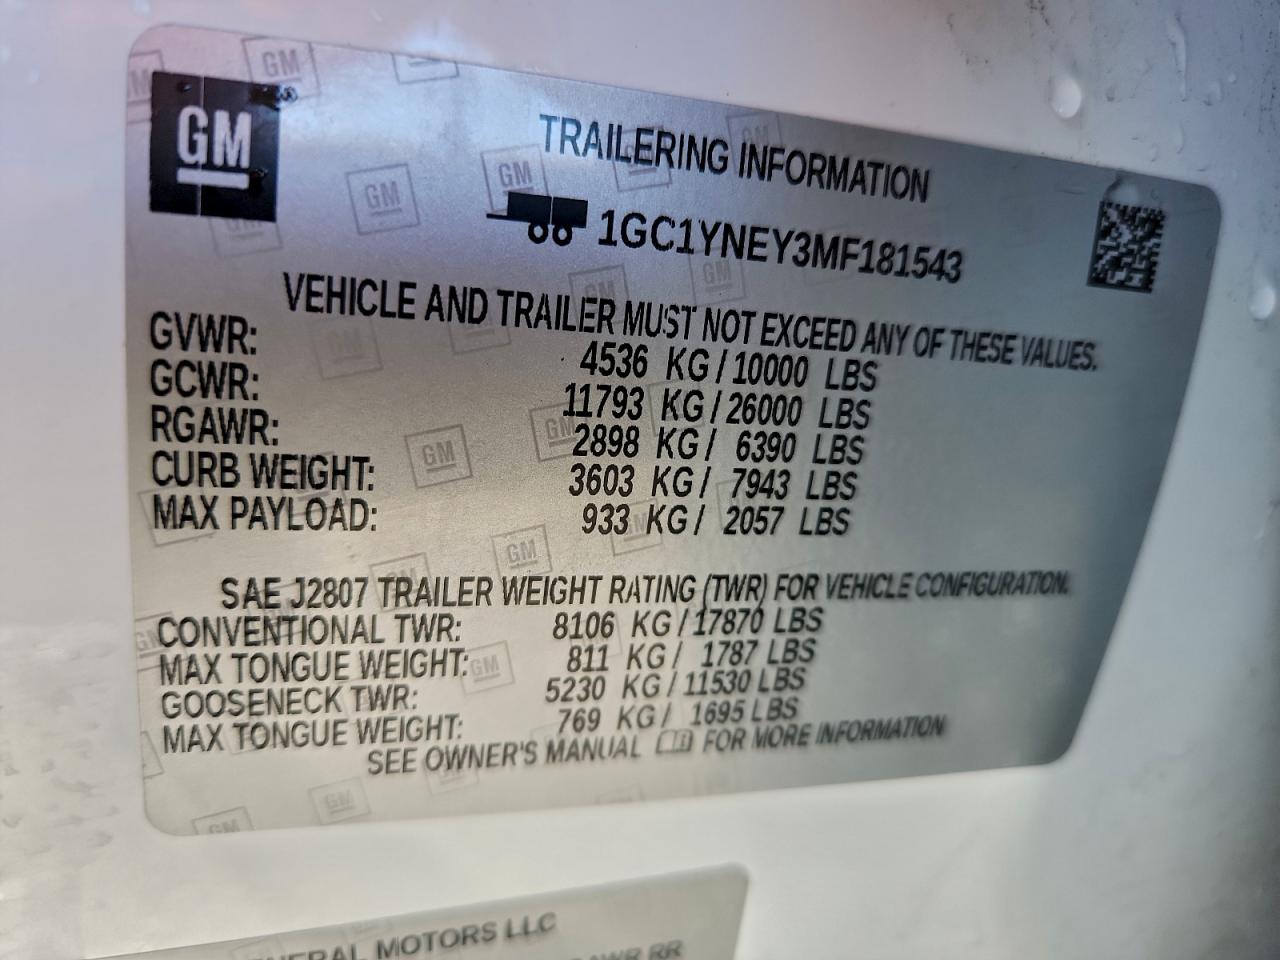 GM
TRAILERING INFORMATION
1GC1YNEY3MF181543
VEHICLE AND TRAILER MUST NOT EXCEED ANY OF THESE VALUES.
GVWR: 4536 KG / 10000 LBS
GCWR: 11793 KG / 26000 LBS
RGAWR: 2898 KG / 6390 LBS
CURB WEIGHT: 3603 KG / 7943 LBS
MAX PAYLOAD: 933 KG / 2057 LBS
SAE J2807 TRAILER WEIGHT RATING (TWR) FOR VEHICLE CONFIGURATION.
CONVENTIONAL TWR: 8106 KG / 17870 LBS
MAX TONGUE WEIGHT: 811 KG / 1787 LBS
GOOSENECK TWR: 5230 KG / 11530 LBS
MAX TONGUE WEIGHT: 769 KG / 1695 LBS
SEE OWNER'S MANUAL FOR MORE INFORMATION
MOTORS LLC
RR